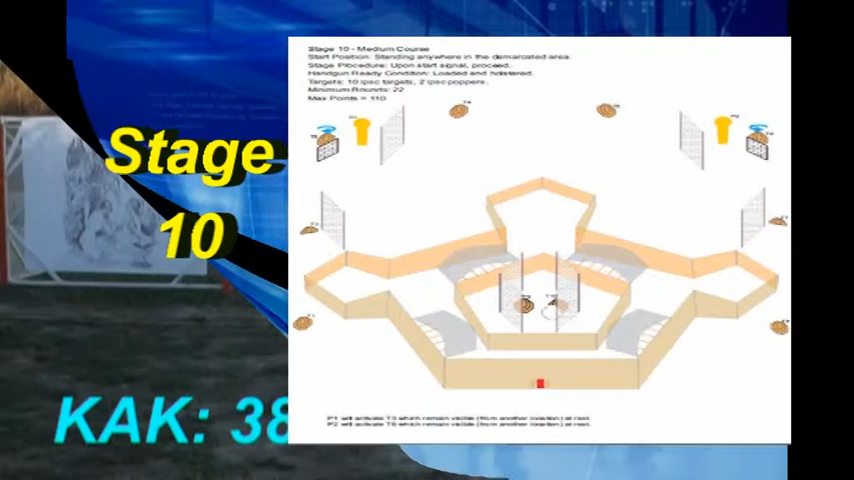 Stage 10 - Medium Course
Start Position: Standing anywhere in the demarcated area.
Stage Procedure: Upon start signal, proceed.
Handgun Ready Condition: Loaded and holstered.
Targets: 10 ipsc targets, 2 ipsc poppers.
Minimum Rounds: 22
Max Points = 110
P1
P2
Stage
10
KAK: 38
P1 will activate T3 which remain visible (from another location) at rest.
P2 will activate T8 which remain visible (from another location) at rest.